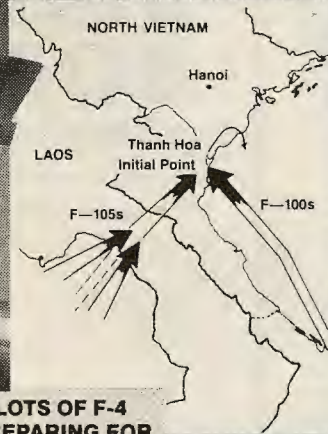 NORTH VIETNAM
Hanoi
Thanh Hoa
LAOS
Initial Point
F—105s
F—100s
LOTS OF F-4
EPARING FOR